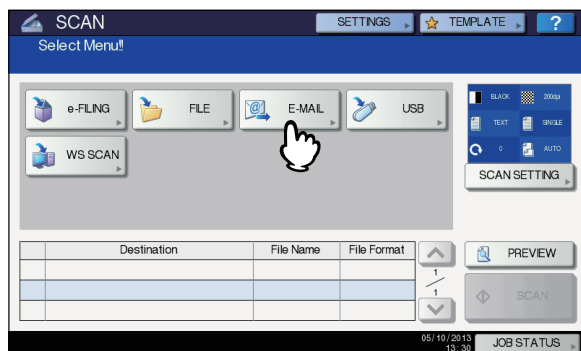 SCAN SETTINGS TEMPLATE ?
Select Menu!!
e-FILING FILE E-MAIL USB
BLACK 200dpi
TEXT SINGLE
0 AUTO
WS SCAN
SCAN SETTING
Destination File Name File Format
PREVIEW
1
1
SCAN
05/10/2013
13:30
JOB STATUS